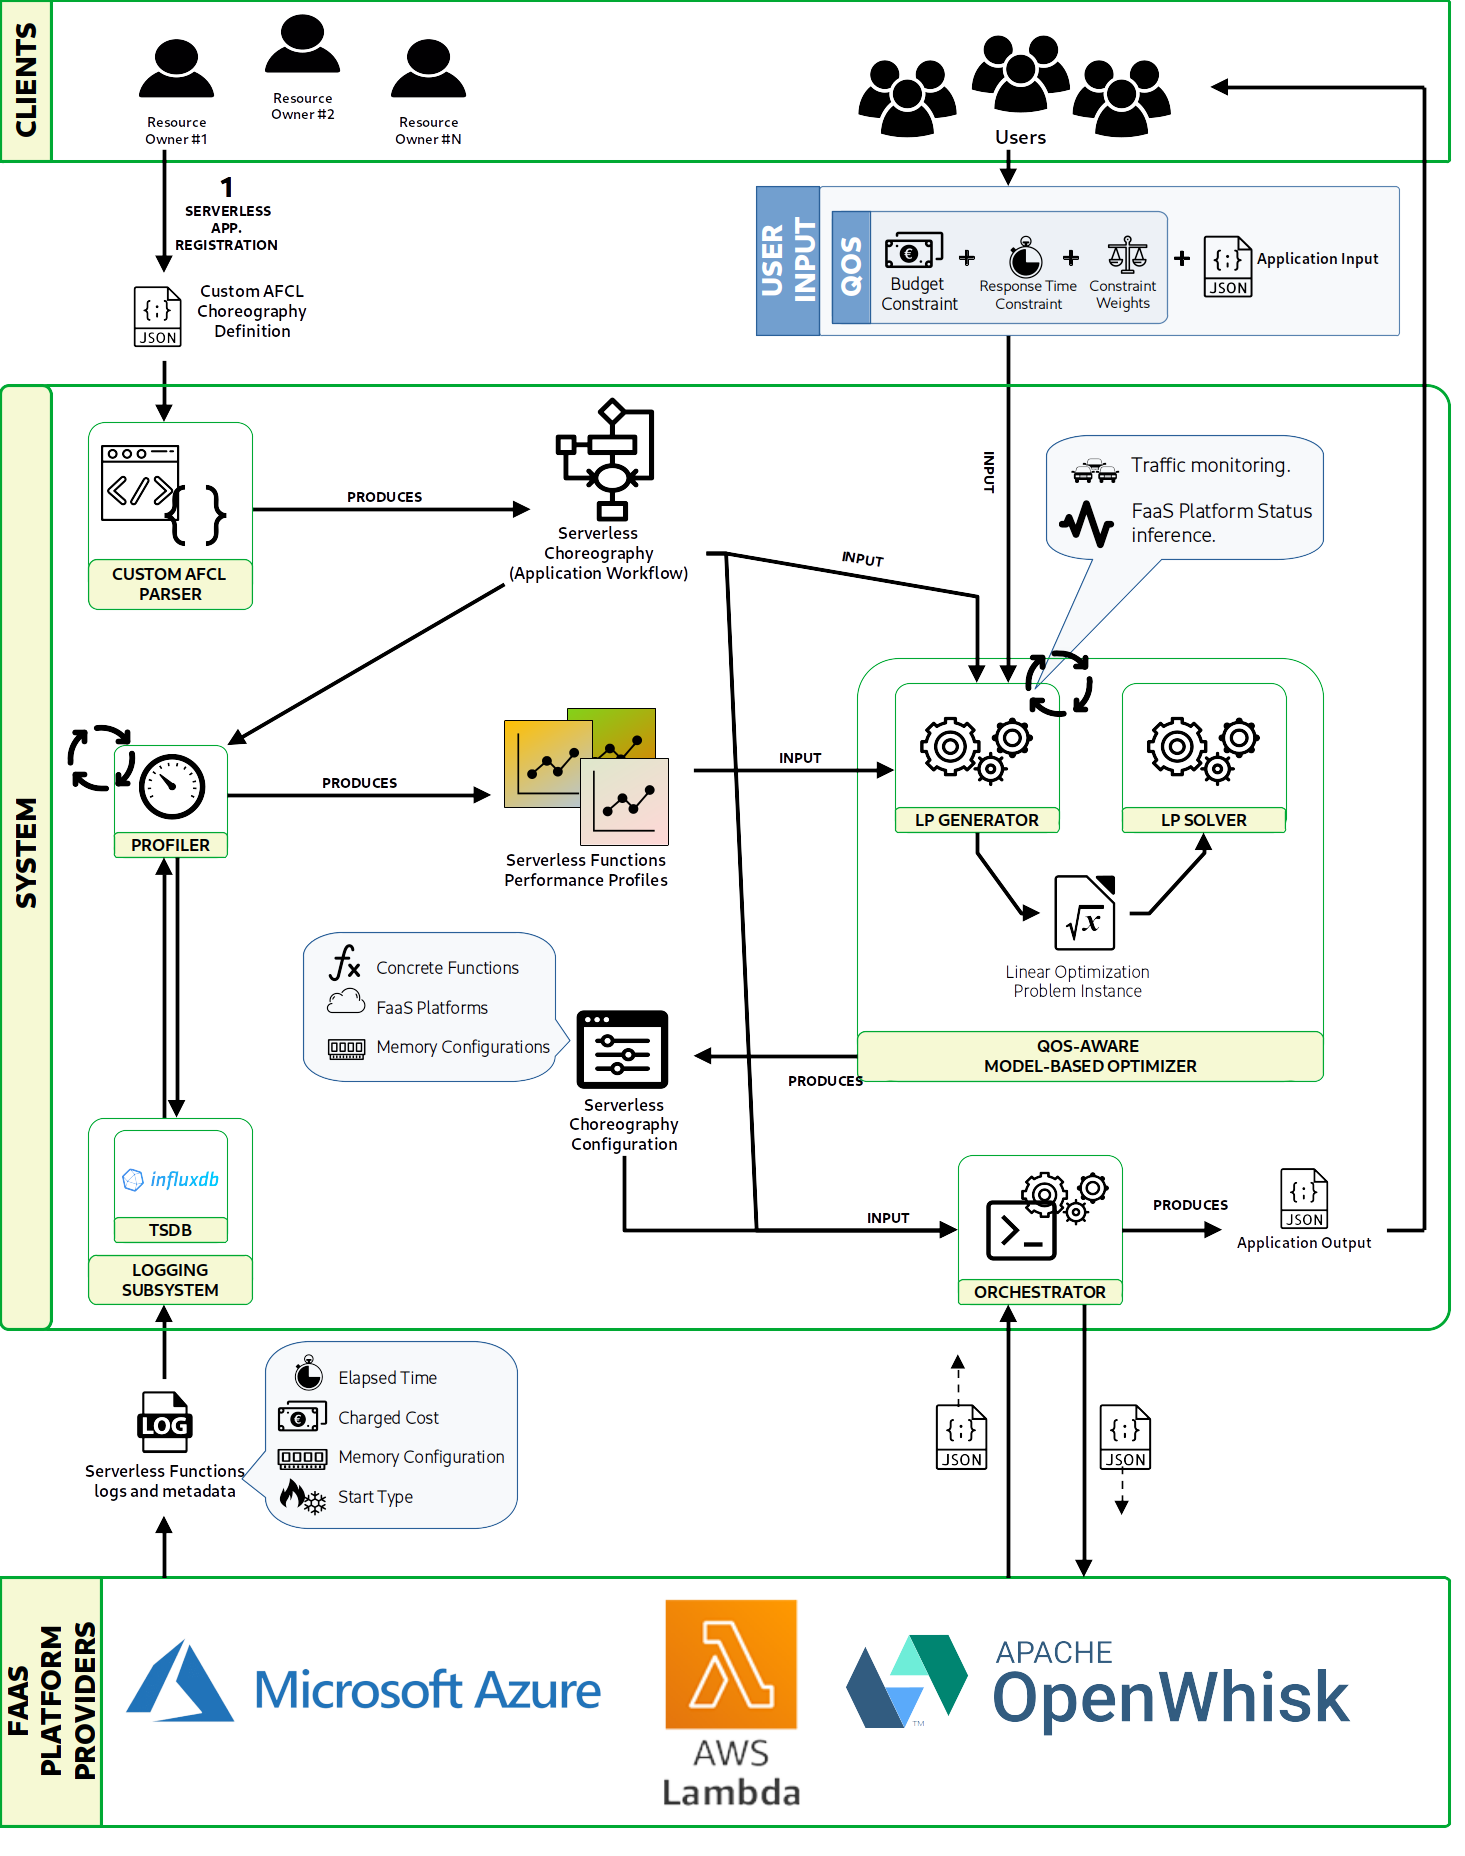 CLIENTS
Resource
Owner #1
Resource
Owner #2
Resource
Owner #N
Users
1
SERVERLESS
APP.
REGISTRATION
{;}
JSON
Custom AFCL
Choreography
Definition
USER
INPUT
QOS
€
Budget
Constraint
+
Response Time
Constraint
+
Constraint
Weights
+
{;}
JSON
Application Input
SYSTEM
</>
{ }
CUSTOM AFCL
PARSER
PRODUCES
Serverless
Choreography
(Application Workflow)
INPUT
INPUT
Traffic monitoring.
FaaS Platform Status
inference.
PROFILER
PRODUCES
Serverless Functions
Performance Profiles
INPUT
LP GENERATOR
LP SOLVER
√x
Linear Optimization
Problem Instance
QOS-AWARE
MODEL-BASED OPTIMIZER
PRODUCES
fx
Concrete Functions
FaaS Platforms
Memory Configurations
Serverless
Choreography
Configuration
influxdb
TSDB
LOGGING
SUBSYSTEM
INPUT
>_
ORCHESTRATOR
PRODUCES
{;}
JSON
Application Output
LOG
Serverless Functions
logs and metadata
Elapsed Time
€
Charged Cost
Memory Configuration
Start Type
{;}
JSON
{;}
JSON
FAAS
PLATFORM
PROVIDERS
Microsoft Azure
AWS
Lambda
APACHE
OpenWhisk
TM